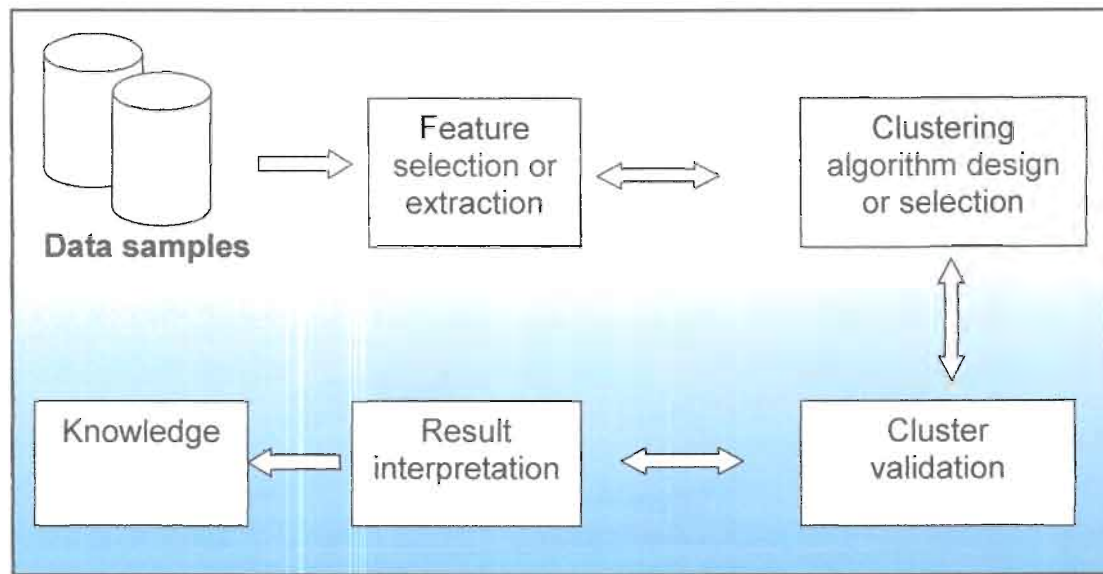 Data samples
Feature
selection or
extraction
Clustering
algorithm design
or selection
Cluster
validation
Result
interpretation
Knowledge